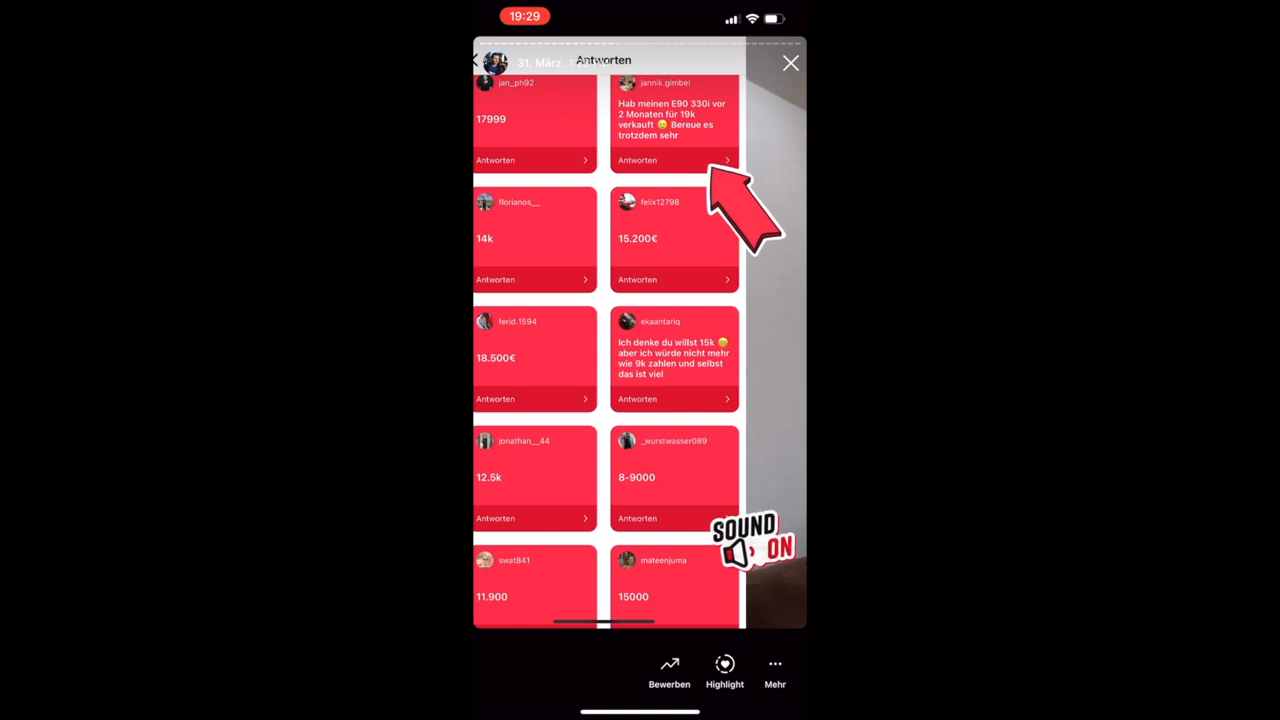 19:29
31. März
Antworten
jan_ph92
17999
Antworten
jannik.gimbel
Hab meinen E90 330i vor
2 Monaten für 19k
verkauft 😢 Bereue es
trotzdem sehr
Antworten
florianos__
14k
Antworten
felix12798
15.200€
ferid.1594
18.500€
Antworten
ekaantariq
Ich denke du willst 15k 😁
aber ich würde nicht mehr
wie 9k zahlen und selbst
das ist viel
Antworten
Antworten
jonathan__44
12.5k
Antworten
_wurstwasser089
8-9000
Antworten
swat841
11.900
mateenjuma
15000
SOUND
ON
Bewerben
Highlight
Mehr